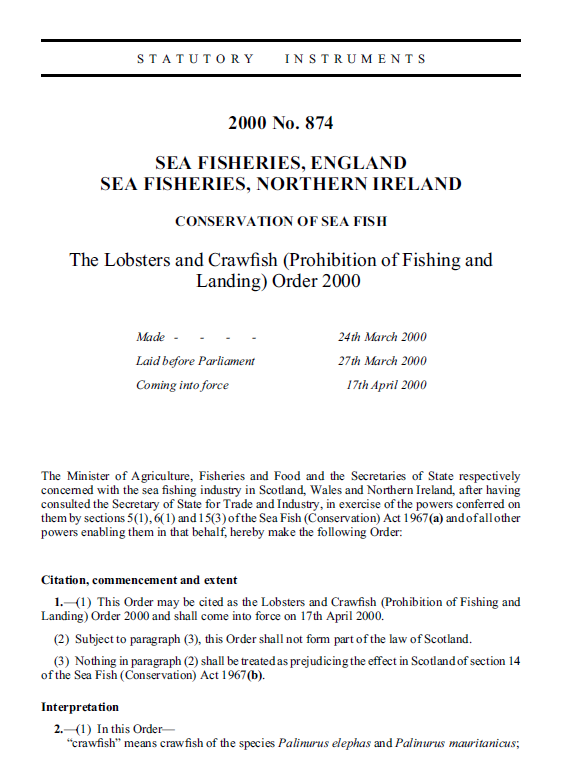 STATUTORY INSTRUMENTS
2000 No. 874
SEA FISHERIES, ENGLAND
SEA FISHERIES, NORTHERN IRELAND
CONSERVATION OF SEA FISH
The Lobsters and Crawfish (Prohibition of Fishing and
Landing) Order 2000
Made - - - - 24th March 2000
Laid before Parliament 27th March 2000
Coming into force 17th April 2000
The Minister of Agriculture, Fisheries and Food and the Secretaries of State respectively
concerned with the sea fishing industry in Scotland, Wales and Northern Ireland, after having
consulted the Secretary of State for Trade and Industry, in exercise of the powers conferred on
them by sections 5(1), 6(1) and 15(3) of the Sea Fish (Conservation) Act 1967(a) and of all other
powers enabling them in that behalf, hereby make the following Order:
Citation, commencement and extent
1.—(1) This Order may be cited as the Lobsters and Crawfish (Prohibition of Fishing and
Landing) Order 2000 and shall come into force on 17th April 2000.
(2) Subject to paragraph (3), this Order shall not form part of the law of Scotland.
(3) Nothing in paragraph (2) shall be treated as prejudicing the effect in Scotland of section 14
of the Sea Fish (Conservation) Act 1967(b).
Interpretation
2.—(1) In this Order—
“crawfish” means crawfish of the species Palinurus elephas and Palinurus mauritanicus;